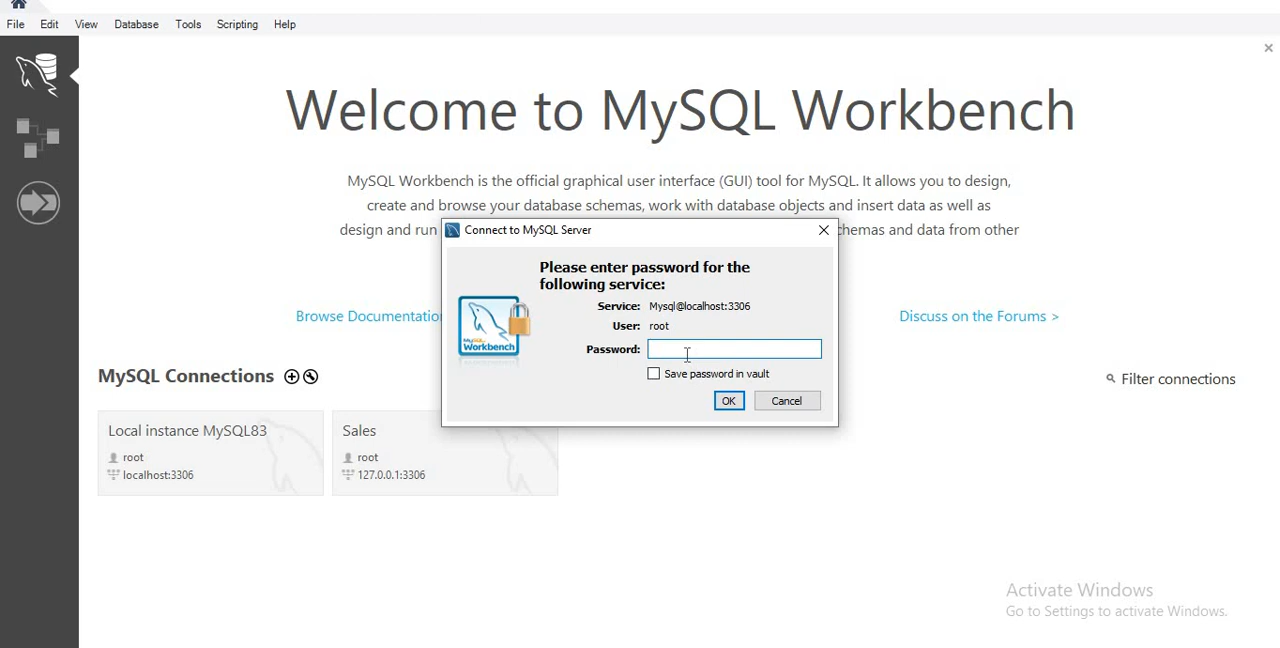 File Edit View Database Tools Scripting Help
Welcome to MySQL Workbench
MySQL Workbench is the official graphical user interface (GUI) tool for MySQL. It allows you to design,
create and browse your database schemas, work with database objects and insert data as well as
design and run
chemas and data from other
Connect to MySQL Server
Please enter password for the
following service:
Service: Mysql@localhost:3306
User: root
Password:
Save password in vault
OK Cancel
MySQL
Workbench
Browse Documentation
Discuss on the Forums >
MySQL Connections
Filter connections
Local instance MySQL83
root
localhost:3306
Sales
root
127.0.0.1:3306
Activate Windows
Go to Settings to activate Windows.